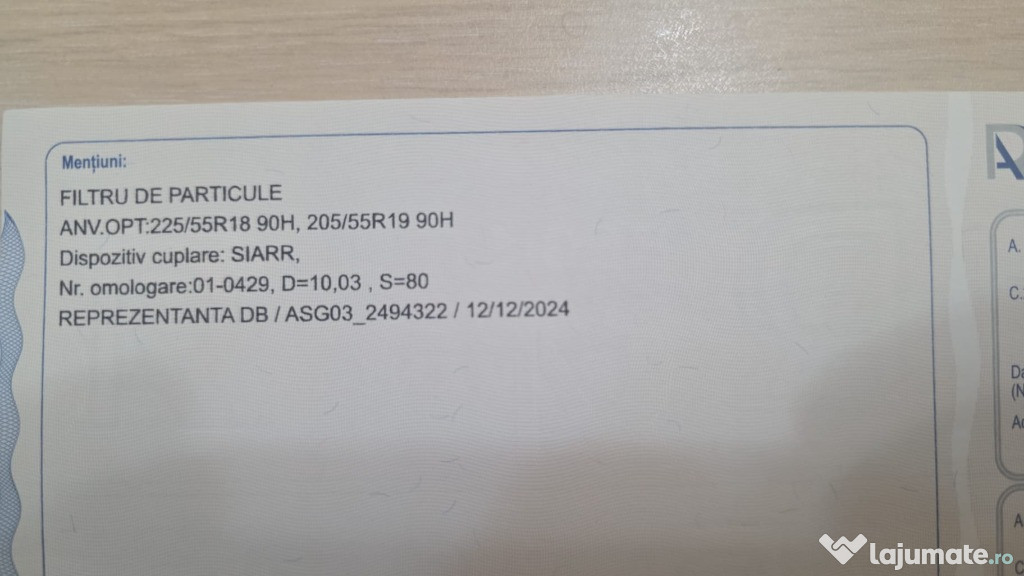 Mențiuni:
FILTRU DE PARTICULE
ANV.OPT:225/55R18 90H, 205/55R19 90H
Dispozitiv cuplare: SIARR,
Nr. omologare:01-0429, D=10,03 , S=80
REPREZENTANTA DB / ASG03_2494322 / 12/12/2024
A.
C.
A.
lajumate.ro